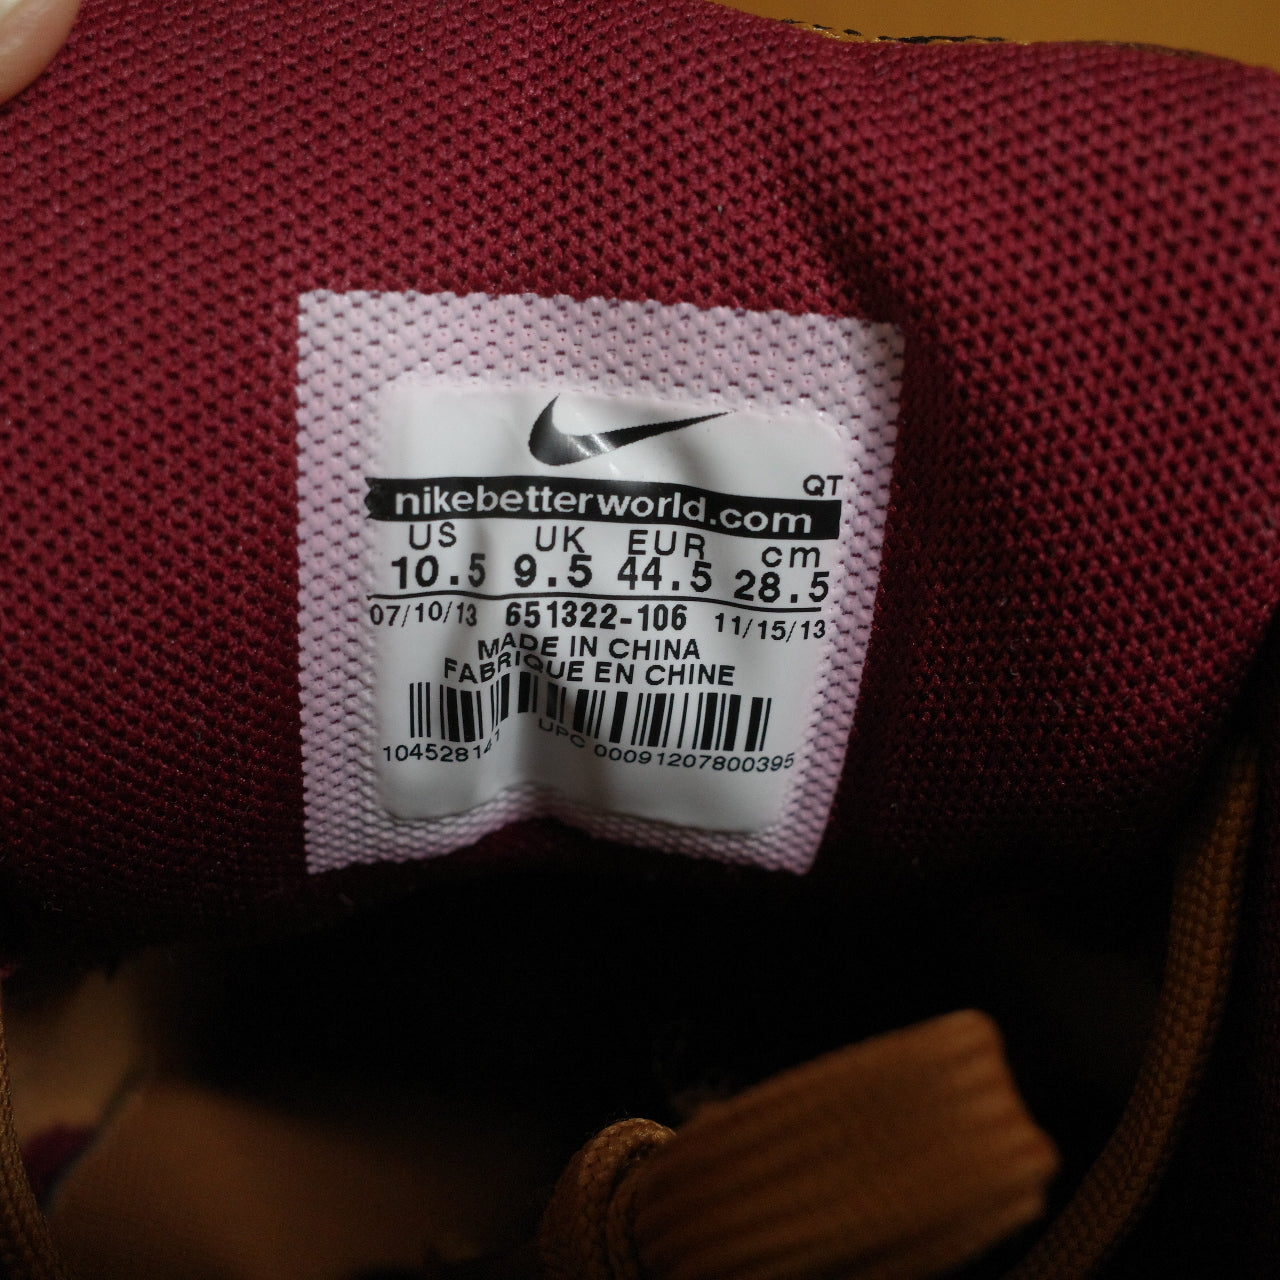 QT
nikebetterworld.com
US UK EUR cm
10.5 9.5 44.5 28.5
07/10/13 651322-106 11/15/13
MADE IN CHINA
FABRIQUE EN CHINE
UPC 00091207800395